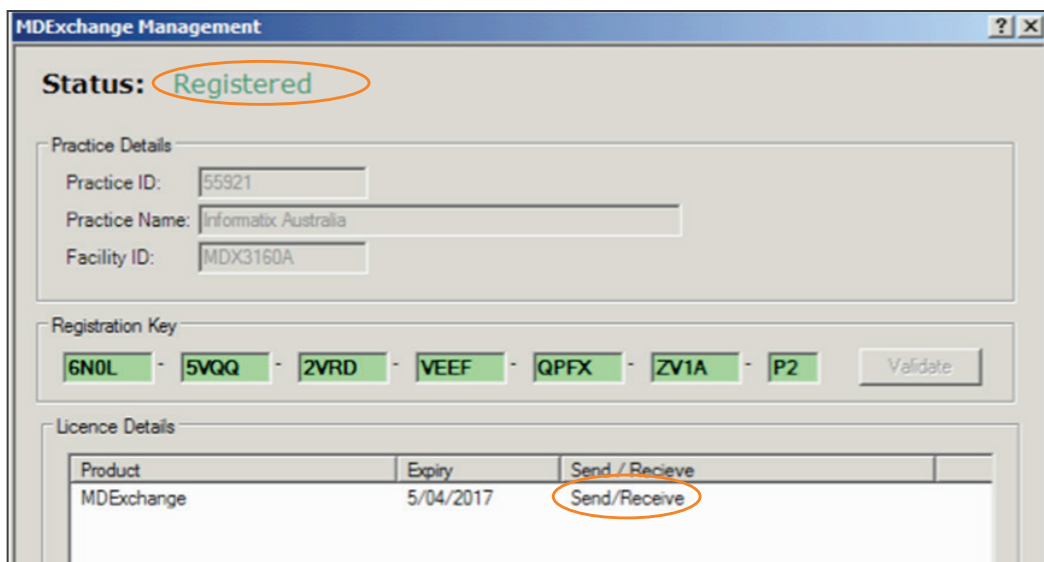 MDExchange Management
Status: Registered
Practice Details
Practice ID: 55921
Practice Name: Informatix Australia
Facility ID: MDX3160A
Registration Key
6N0L - 5VQQ - 2VRD - VEEF - QPFX - ZV1A - P2 Validate
Licence Details
Product Expiry Send / Recieve
MDExchange 5/04/2017 Send/Receive